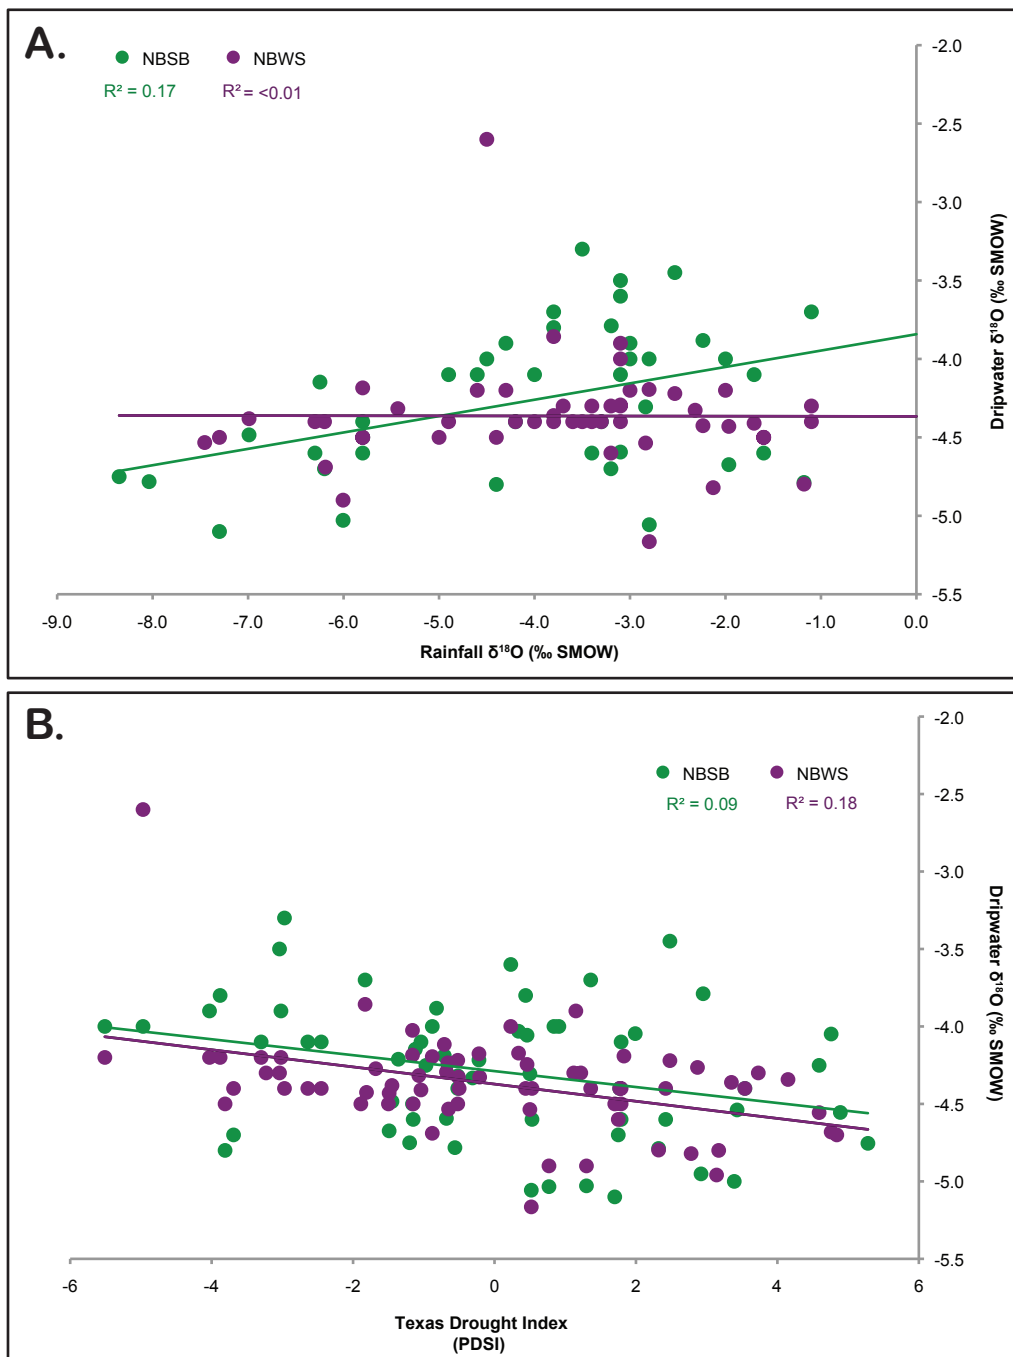 A.
NBSB NBWS
R² = 0.17 R² = <0.01
-2.0
-2.5
-3.0
-3.5
-4.0
-4.5
-5.0
-5.5
Dripwater δ¹⁸O (‰ SMOW)
-9.0 -8.0 -7.0 -6.0 -5.0 -4.0 -3.0 -2.0 -1.0 0.0
Rainfall δ¹⁸O (‰ SMOW)
B.
NBSB NBWS
R² = 0.09 R² = 0.18
-2.0
-2.5
-3.0
-3.5
-4.0
-4.5
-5.0
-5.5
Dripwater δ¹⁸O (‰ SMOW)
-6 -4 -2 0 2 4 6
Texas Drought Index
(PDSI)